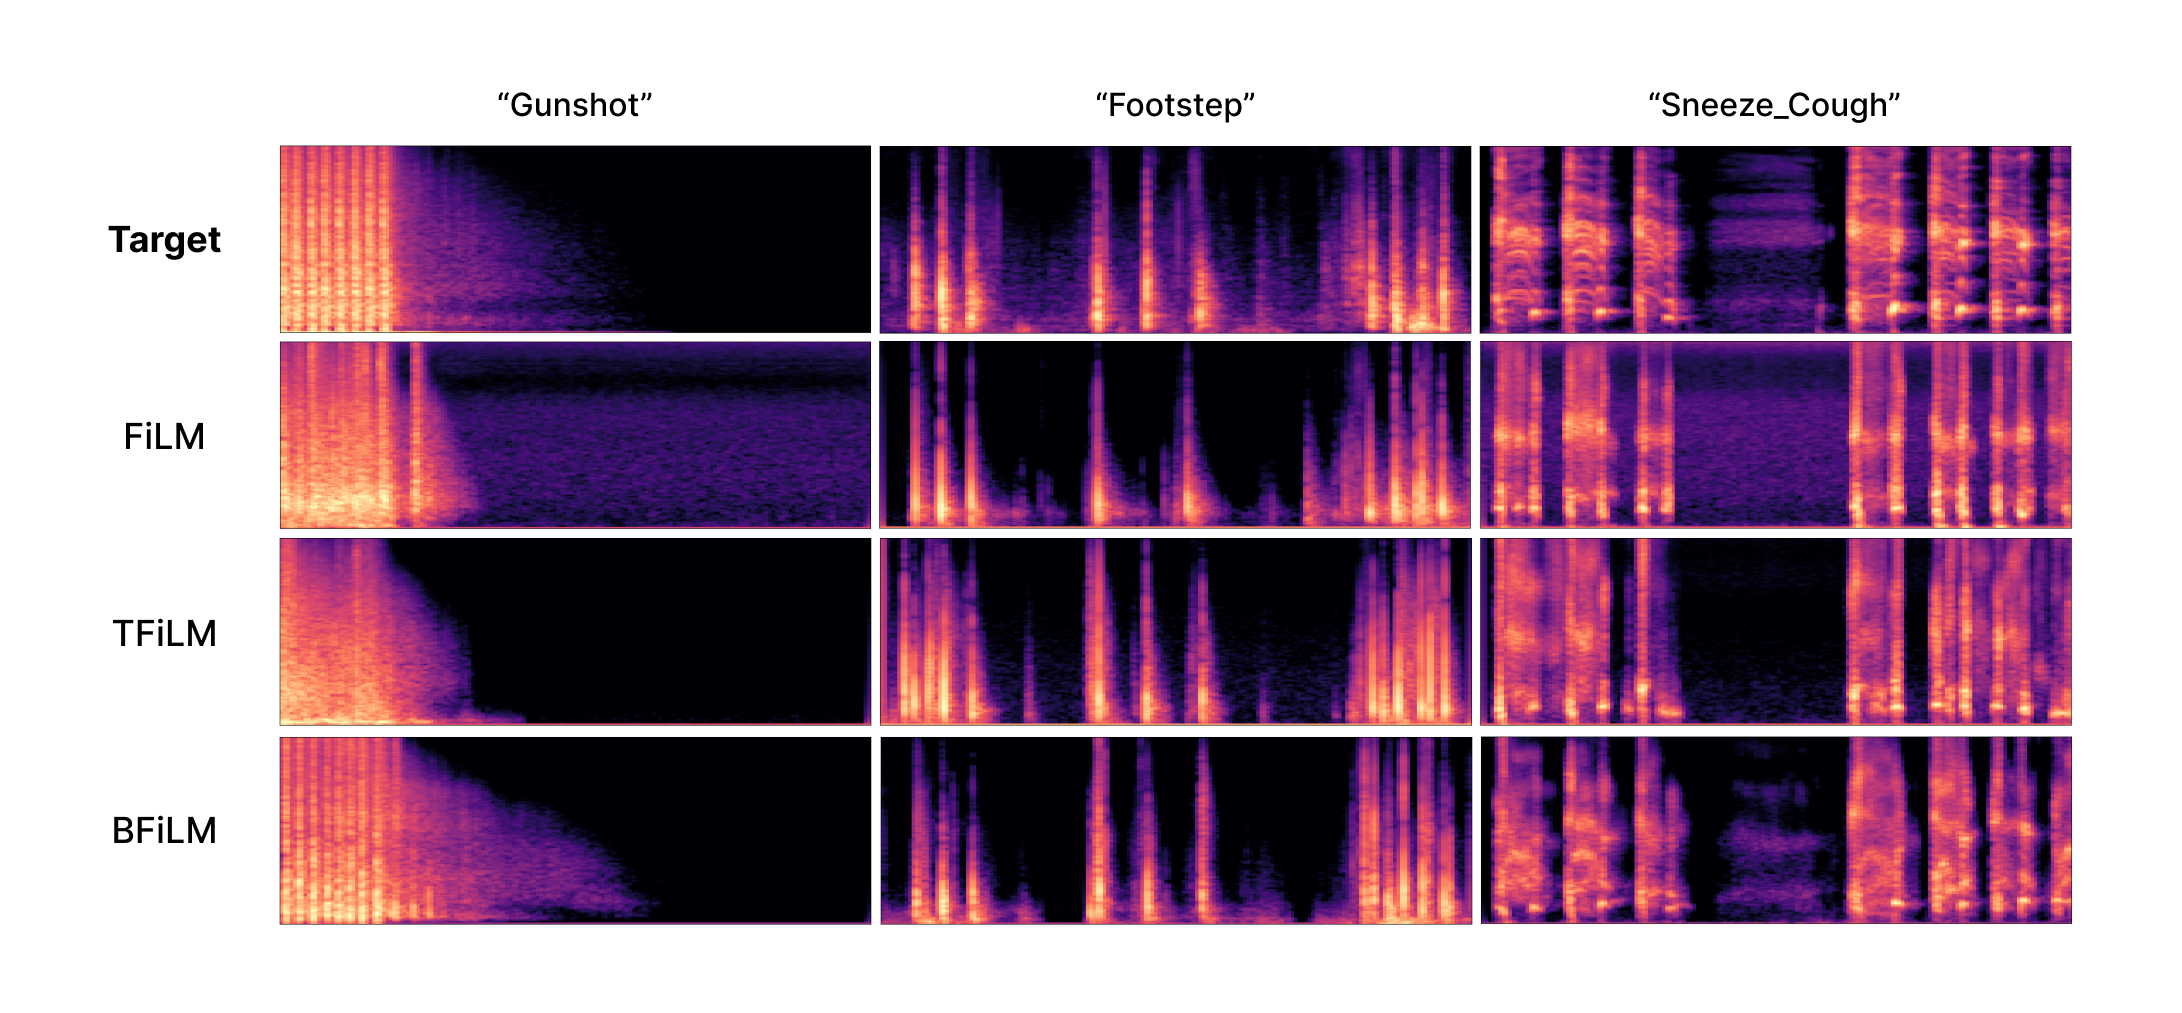 “Gunshot” “Footstep” “Sneeze_Cough”
Target
FiLM
TFiLM
BFiLM